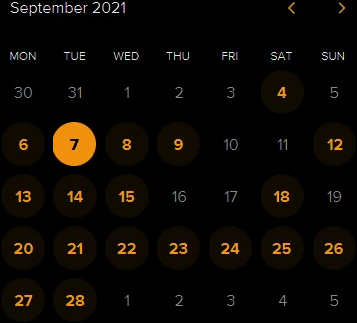 September 2021
MON TUE WED THU FRI SAT SUN
30 31 1 2 3 4 5
6 7 8 9 10 11 12
13 14 15 16 17 18 19
20 21 22 23 24 25 26
27 28 1 2 3 4 5